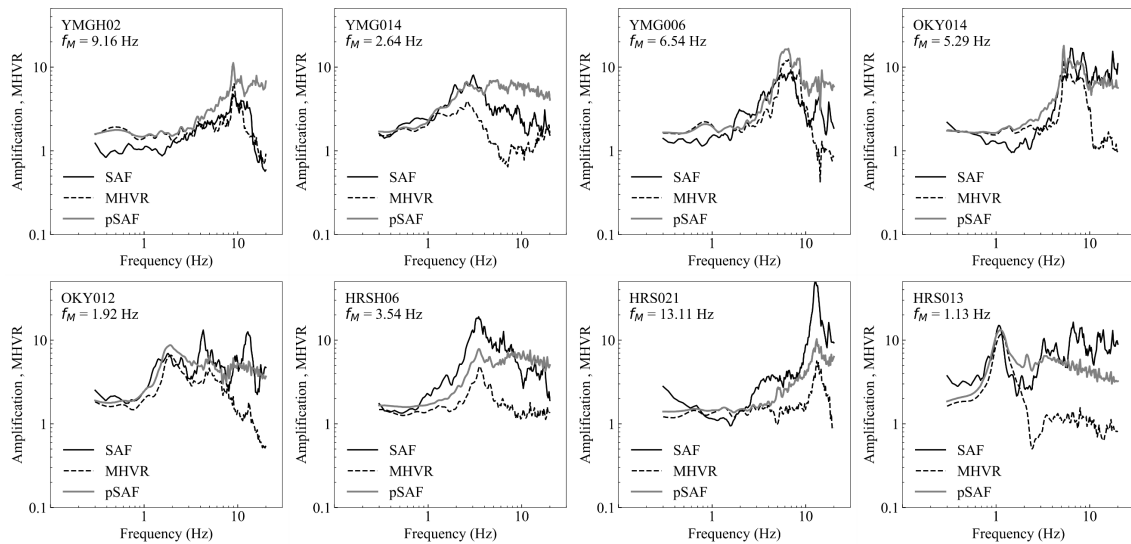 YMGH02
f_M = 9.16 Hz
Amplification , MHVR
10
1
0.1
SAF
MHVR
pSAF
1
10
Frequency (Hz)
YMG014
f_M = 2.64 Hz
Amplification , MHVR
10
1
0.1
SAF
MHVR
pSAF
1
10
Frequency (Hz)
YMG006
f_M = 6.54 Hz
Amplification , MHVR
10
1
0.1
SAF
MHVR
pSAF
1
10
Frequency (Hz)
OKY014
f_M = 5.29 Hz
Amplification , MHVR
10
1
0.1
SAF
MHVR
pSAF
1
10
Frequency (Hz)
OKY012
f_M = 1.92 Hz
Amplification , MHVR
10
1
0.1
SAF
MHVR
pSAF
1
10
Frequency (Hz)
HRSH06
f_M = 3.54 Hz
Amplification , MHVR
10
1
0.1
SAF
MHVR
pSAF
1
10
Frequency (Hz)
HRS021
f_M = 13.11 Hz
Amplification , MHVR
10
1
0.1
SAF
MHVR
pSAF
1
10
Frequency (Hz)
HRS013
f_M = 1.13 Hz
Amplification , MHVR
10
1
0.1
SAF
MHVR
pSAF
1
10
Frequency (Hz)